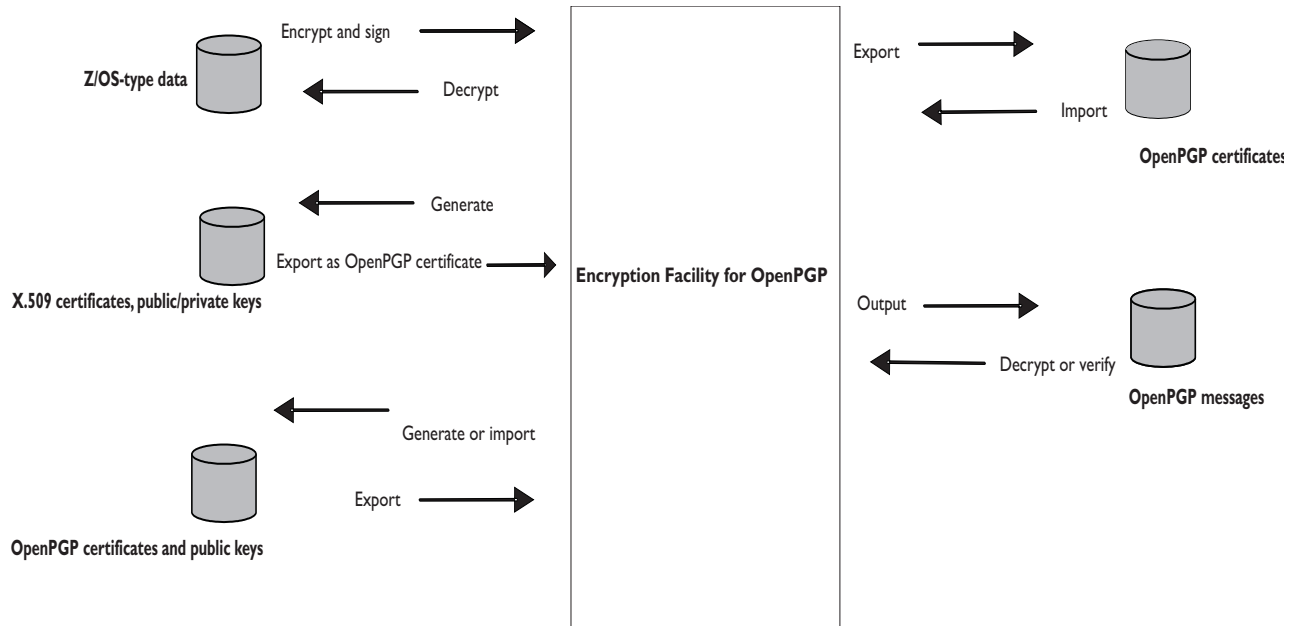 Encrypt and sign
Z/OS-type data
Decrypt
Generate
Export as OpenPGP certificate
X.509 certificates, public/private keys
Generate or import
Export
OpenPGP certificates and public keys
Encryption Facility for OpenPGP
Export
Import
OpenPGP certificates
Output
Decrypt or verify
OpenPGP messages